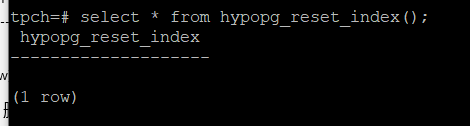 tpch=# select * from hypopg_reset_index();
 hypopg_reset_index
--------------------

(1 row)